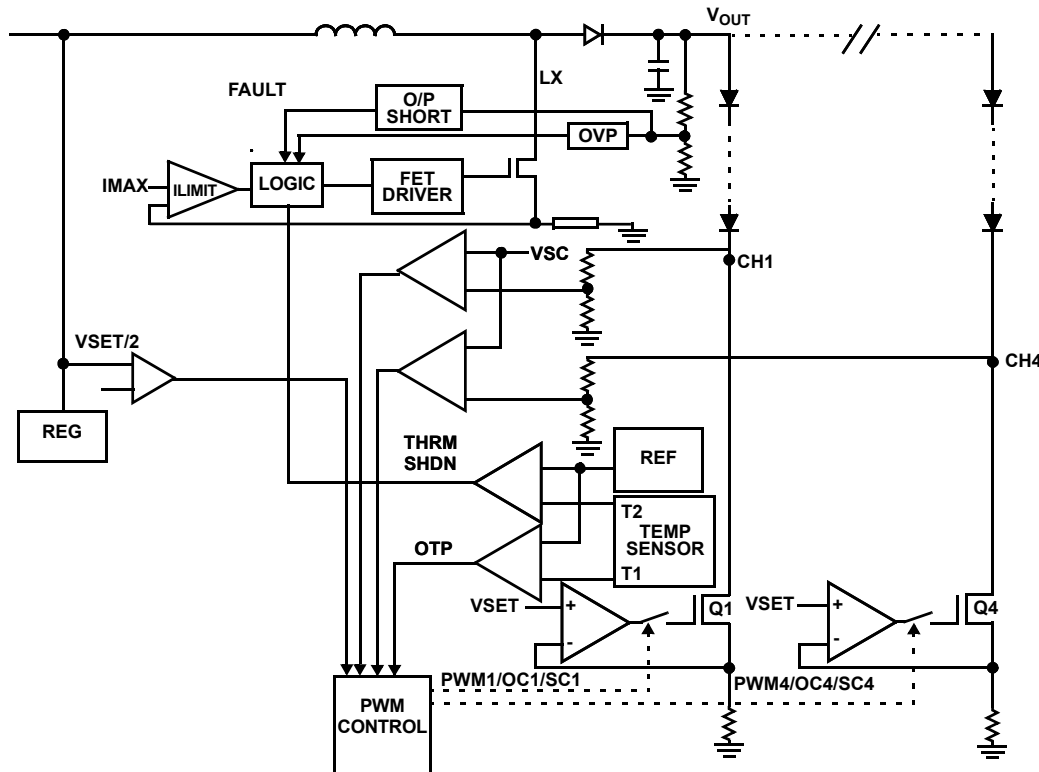 VOUT
LX
FAULT
O/P
SHORT
OVP
IMAX
ILIMIT
LOGIC
FET
DRIVER
VSC
CH1
VSET/2
CH4
REG
THRM
SHDN
REF
T2
TEMP
SENSOR
T1
OTP
VSET
+
-
Q1
VSET
+
-
Q4
PWM1/OC1/SC1
PWM4/OC4/SC4
PWM
CONTROL